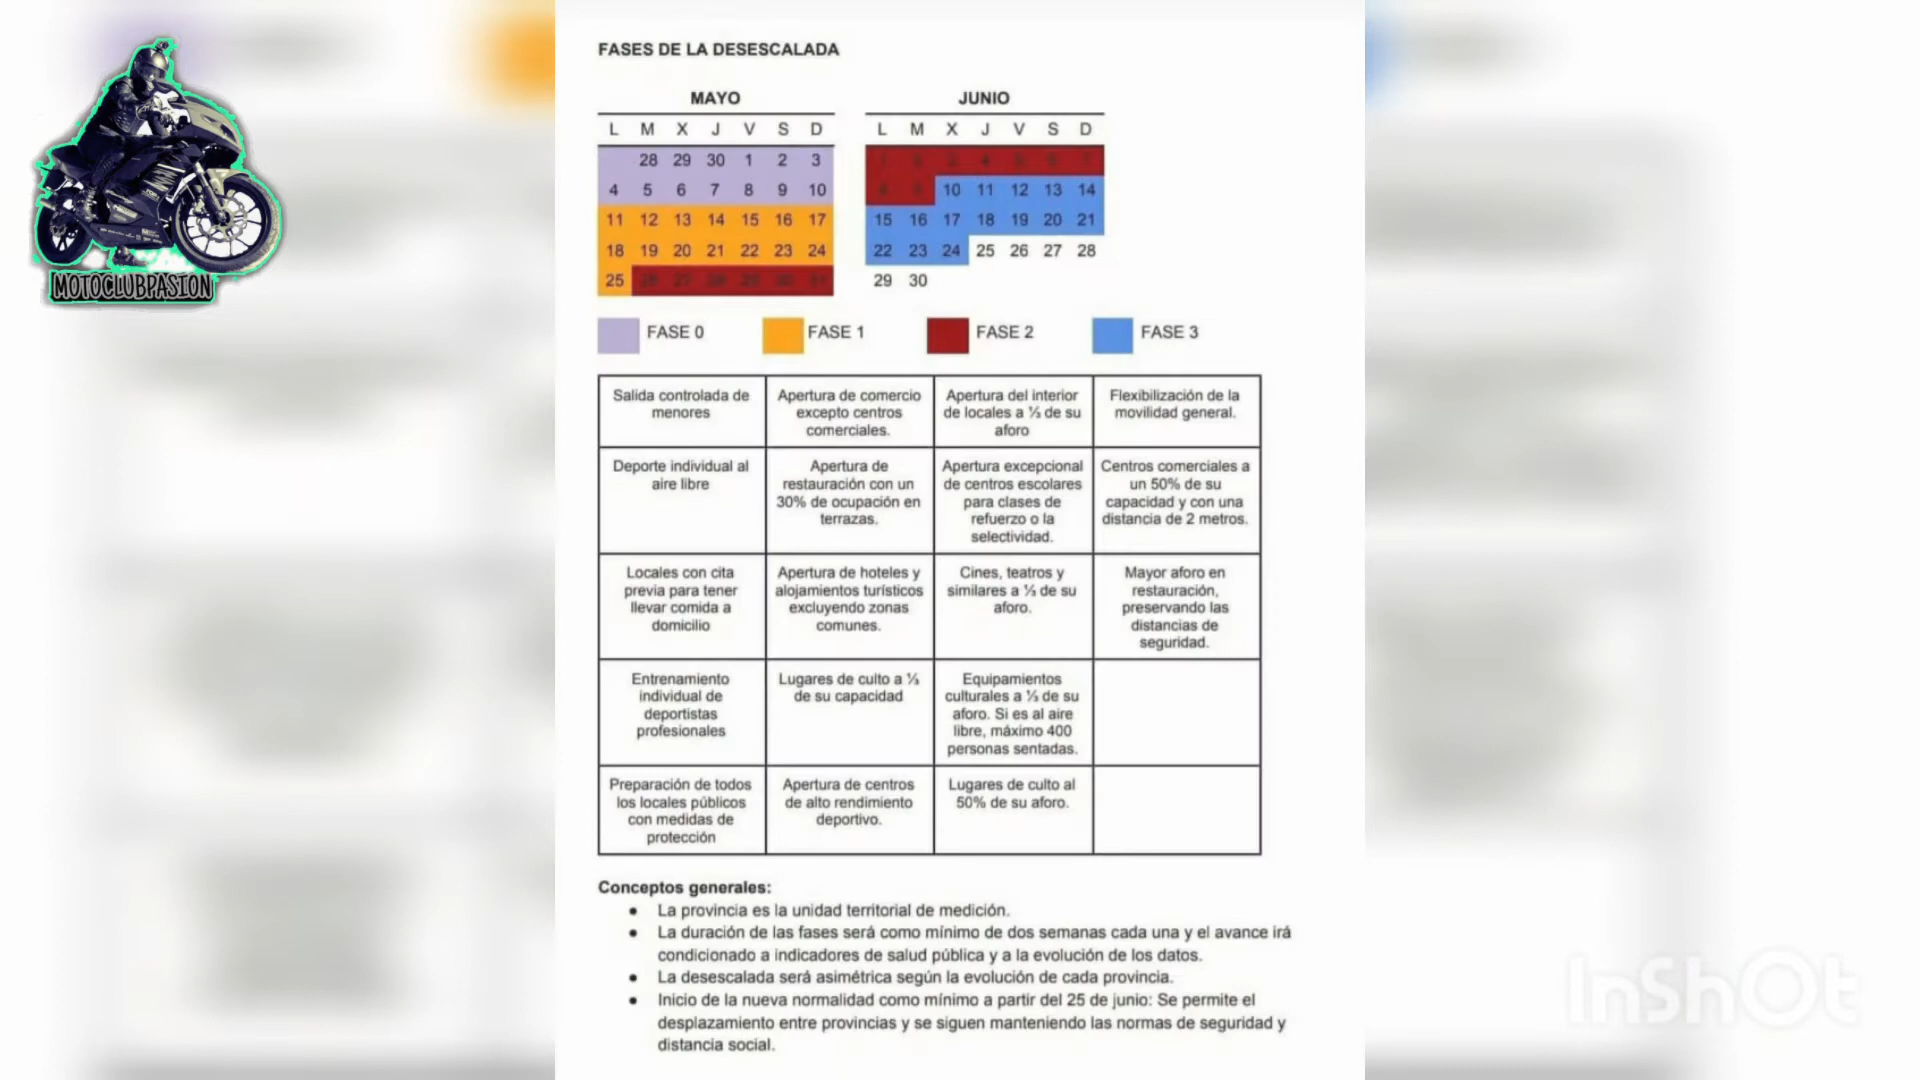 FASES DE LA DESESCALADA
MAYO
L M X J V S D
28 29 30 1 2 3
4 5 6 7 8 9 10
11 12 13 14 15 16 17
18 19 20 21 22 23 24
25 26 27 28 29 30 31
JUNIO
L M X J V S D
1 2 3 4 5 6 7
8 9 10 11 12 13 14
15 16 17 18 19 20 21
22 23 24 25 26 27 28
29 30
FASE 0 FASE 1 FASE 2 FASE 3
Salida controlada de
menores
Apertura de comercio
excepto centros
comerciales.
Apertura del interior
de locales a ⅓ de su
aforo
Flexibilización de la
movilidad general.
Deporte individual al
aire libre
Apertura de
restauración con un
30% de ocupación en
terrazas.
Apertura excepcional
de centros escolares
para clases de
refuerzo o la
selectividad.
Centros comerciales a
un 50% de su
capacidad y con una
distancia de 2 metros.
Locales con cita
previa para tener
llevar comida a
domicilio
Apertura de hoteles y
alojamientos turísticos
excluyendo zonas
comunes.
Cines, teatros y
similares a ⅓ de su
aforo.
Mayor aforo en
restauración,
preservando las
distancias de
seguridad.
Entrenamiento
individual de
deportistas
profesionales
Lugares de culto a ⅓
de su capacidad
Equipamientos
culturales a ⅓ de su
aforo. Si es al aire
libre, máximo 400
personas sentadas.
Preparación de todos
los locales públicos
con medidas de
protección
Apertura de centros
de alto rendimiento
deportivo.
Lugares de culto al
50% de su aforo.
Conceptos generales:
● La provincia es la unidad territorial de medición.
● La duración de las fases será como mínimo de dos semanas cada una y el avance irá
condicionado a indicadores de salud pública y a la evolución de los datos.
● La desescalada será asimétrica según la evolución de cada provincia.
● Inicio de la nueva normalidad como mínimo a partir del 25 de junio: Se permite el
desplazamiento entre provincias y se siguen manteniendo las normas de seguridad y
distancia social.
MOTOCLUBPASION
InShOt